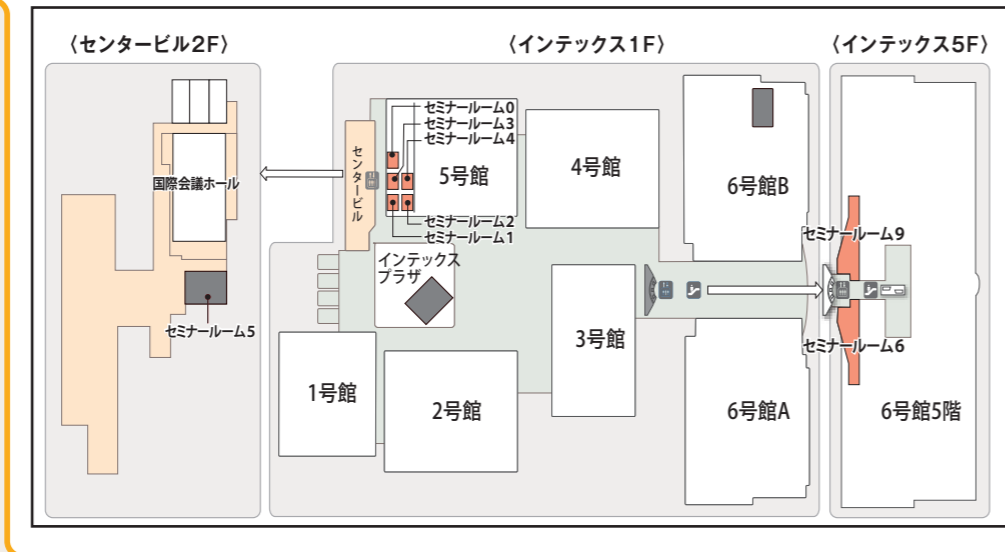 〈センタービル2F〉
〈インテックス1F〉
〈インテックス5F〉
国際会議ホール
セミナールーム5
センタービル
セミナールーム0
セミナールーム3
セミナールーム4
5号館
セミナールーム2
セミナールーム1
インテックス
プラザ
4号館
6号館B
3号館
1号館
2号館
6号館A
セミナールーム9
セミナールーム6
6号館5階